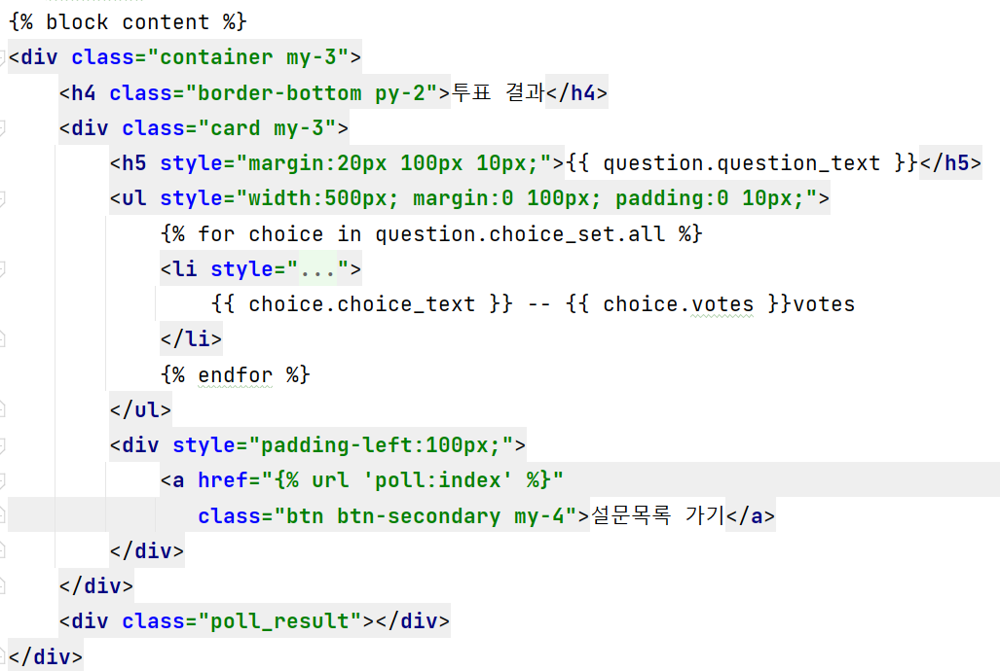 {% block content %}
<div class="container my-3">
<h4 class="border-bottom py-2">투표 결과</h4>
<div class="card my-3">
<h5 style="margin:20px 100px 10px;">{{ question.question_text }}</h5>
<ul style="width:500px; margin:0 100px; padding:0 10px;">
{% for choice in question.choice_set.all %}
<li style="...">
{{ choice.choice_text }} -- {{ choice.votes }}votes
</li>
{% endfor %}
</ul>
<div style="padding-left:100px;">
<a href="{% url 'poll:index' %}"
class="btn btn-secondary my-4">설문목록 가기</a>
</div>
</div>
<div class="poll_result"></div>
</div>